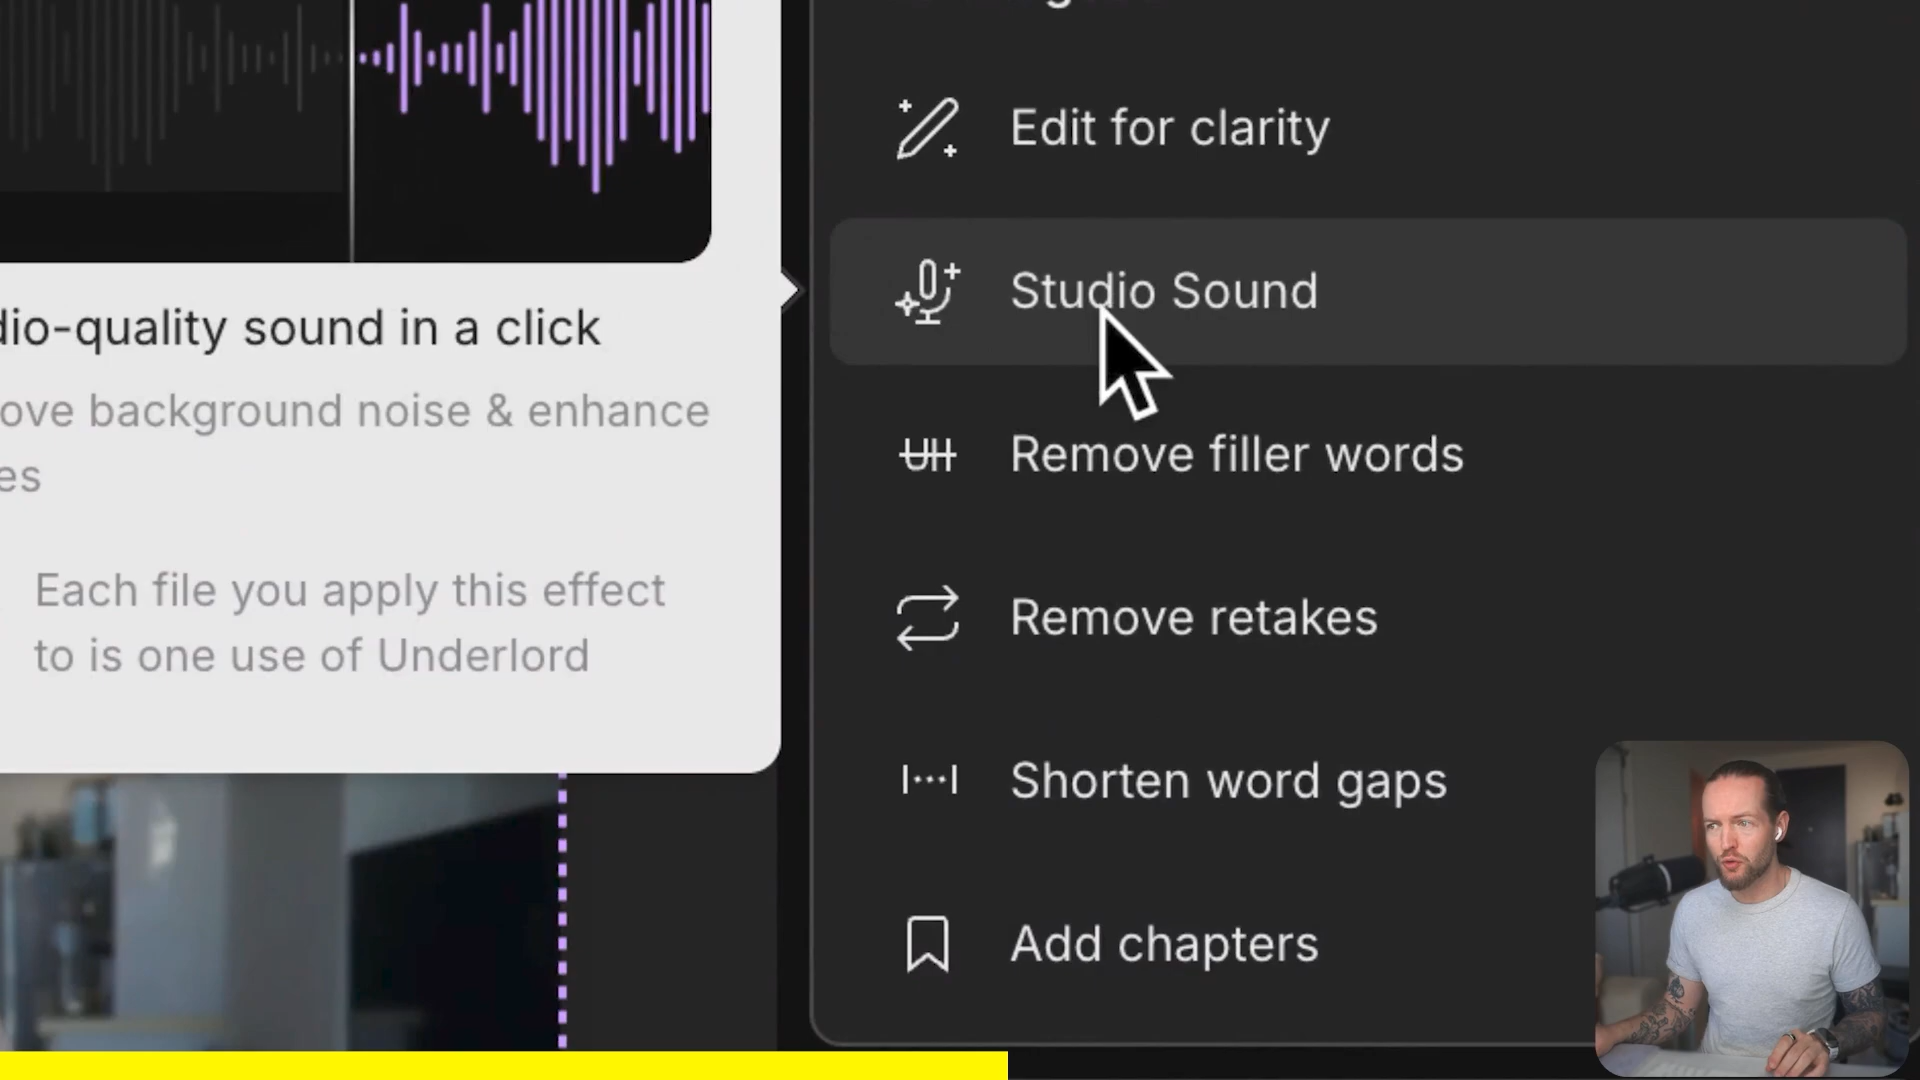 Edit for clarity
Studio Sound
Remove filler words
Remove retakes
Shorten word gaps
Add chapters
dio-quality sound in a click
ove background noise & enhance
es
Each file you apply this effect
to is one use of Underlord